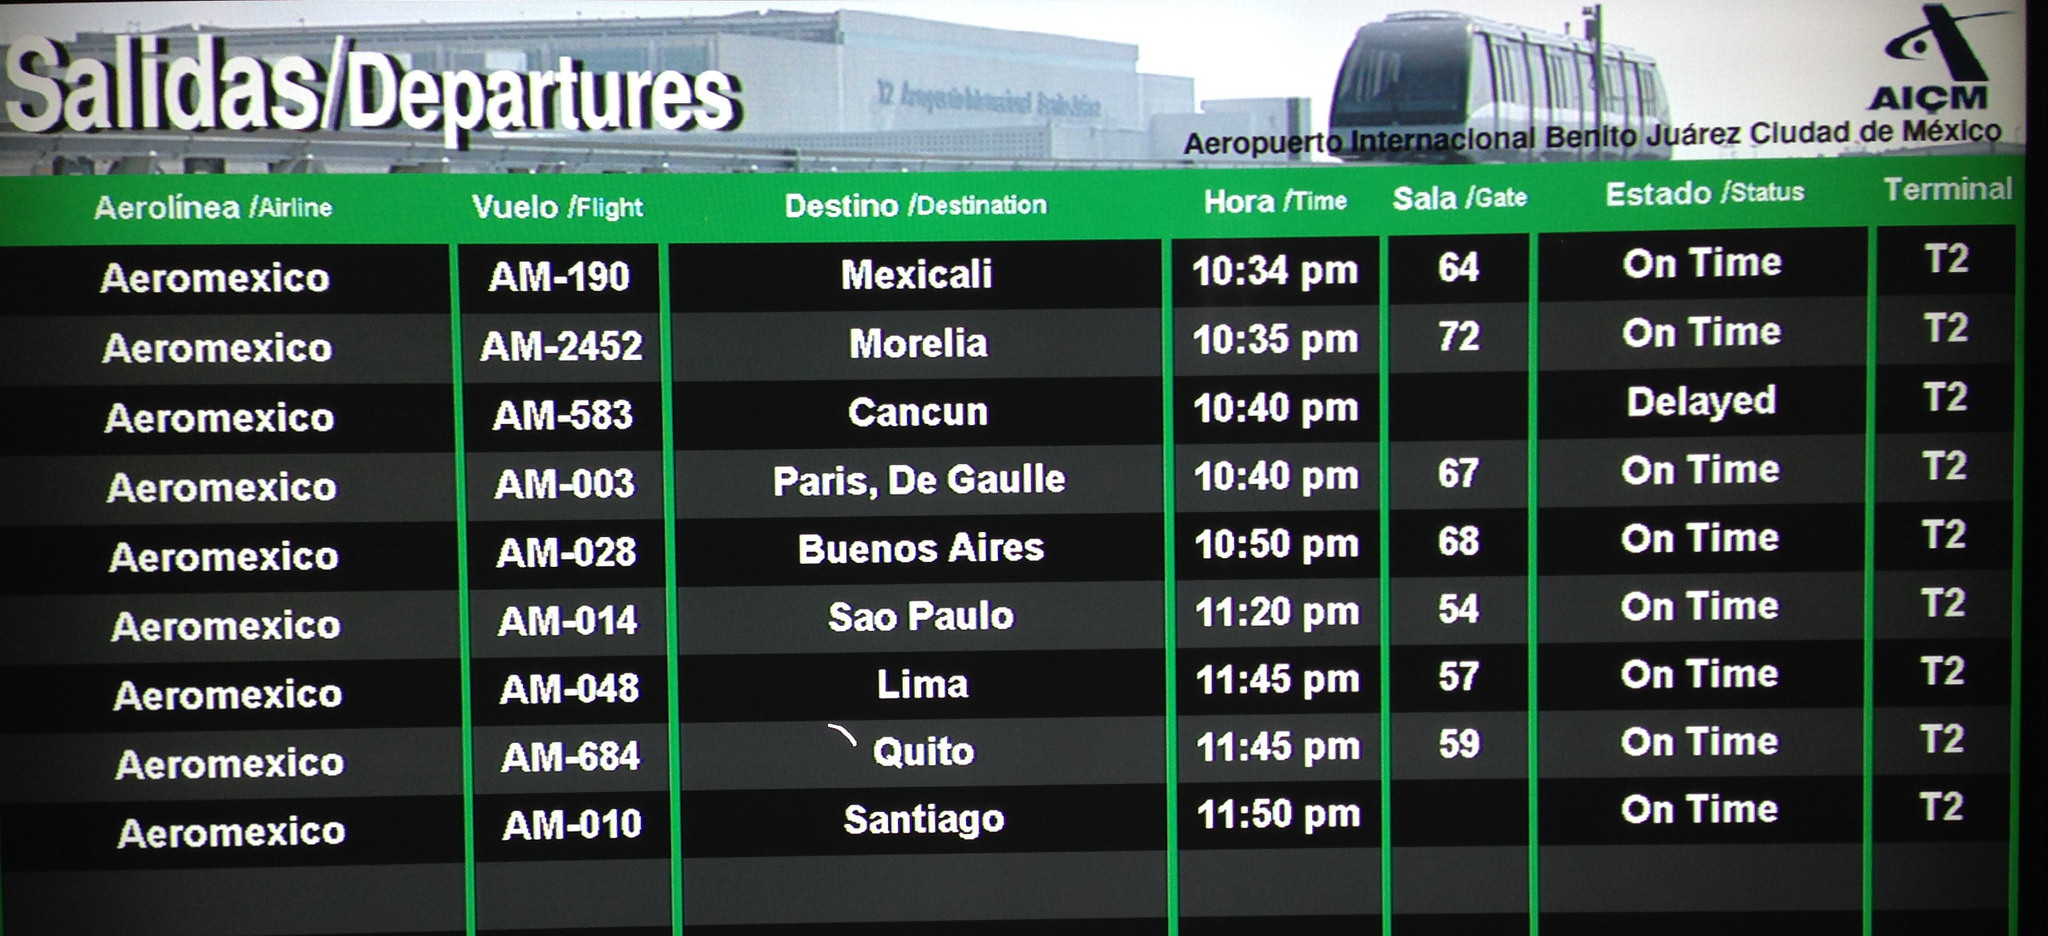 Salidas/Departures
AICM
Aeropuerto Internacional Benito Juárez Ciudad de México
Aerolínea /Airline Vuelo /Flight Destino /Destination Hora /Time Sala /Gate Estado /Status Terminal
Aeromexico AM-190 Mexicali 10:34 pm 64 On Time T2
Aeromexico AM-2452 Morelia 10:35 pm 72 On Time T2
Aeromexico AM-583 Cancun 10:40 pm Delayed T2
Aeromexico AM-003 Paris, De Gaulle 10:40 pm 67 On Time T2
Aeromexico AM-028 Buenos Aires 10:50 pm 68 On Time T2
Aeromexico AM-014 Sao Paulo 11:20 pm 54 On Time T2
Aeromexico AM-048 Lima 11:45 pm 57 On Time T2
Aeromexico AM-684 Quito 11:45 pm 59 On Time T2
Aeromexico AM-010 Santiago 11:50 pm On Time T2